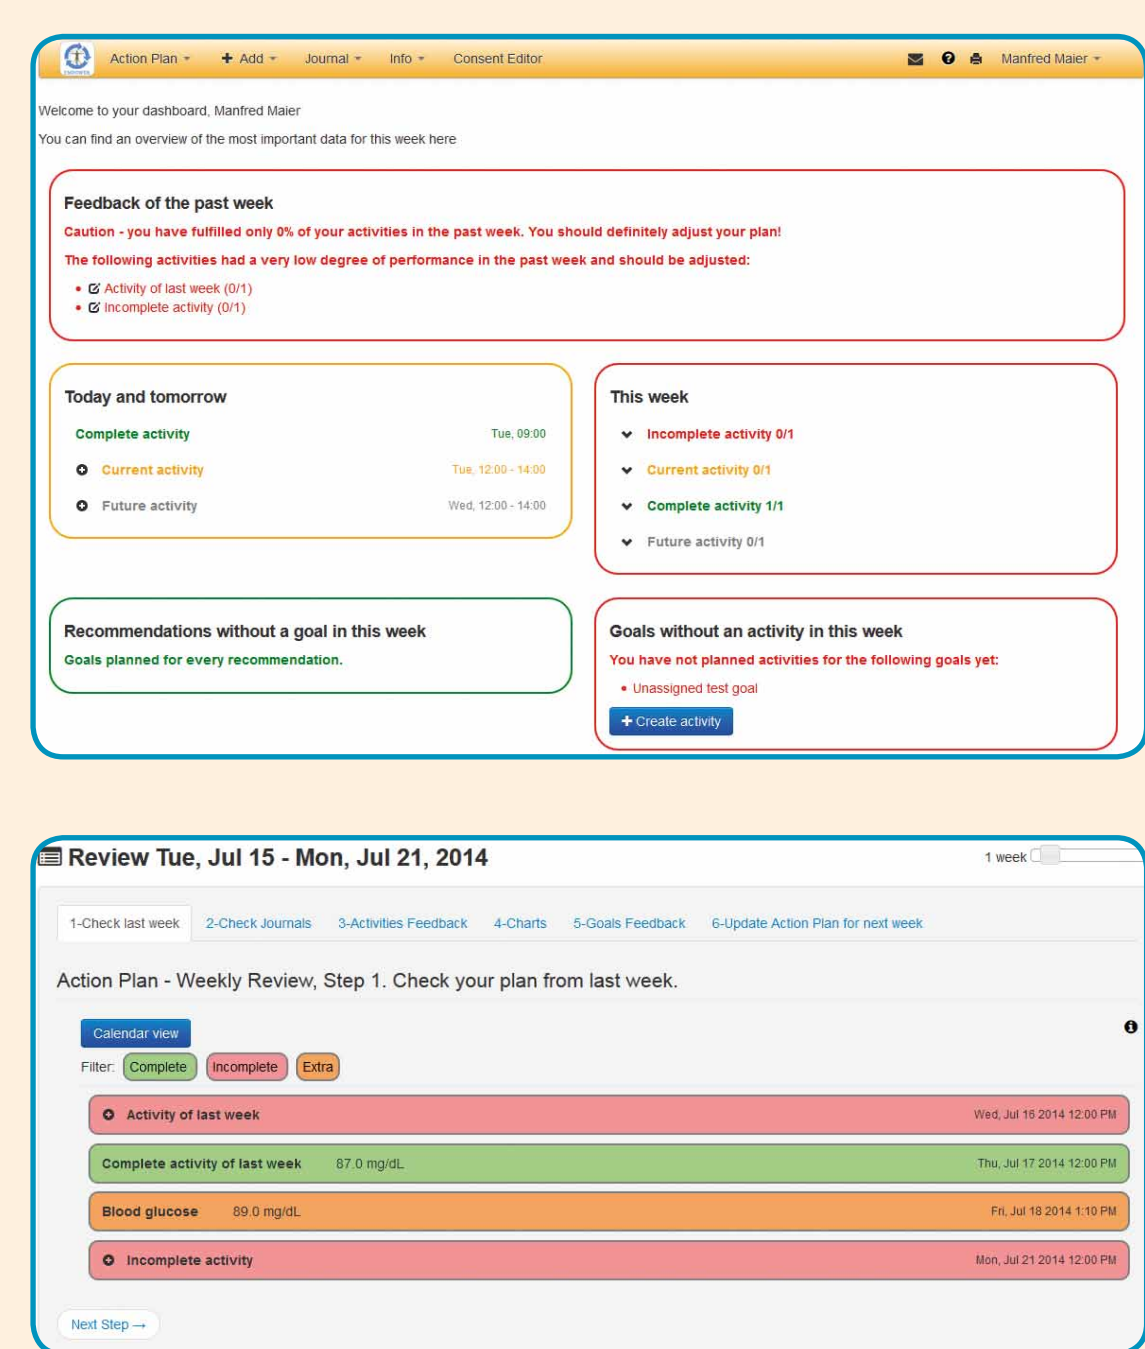 Action Plan Add Journal Info Consent Editor Manfred Maier
Welcome to your dashboard, Manfred Maier
You can find an overview of the most important data for this week here
Feedback of the past week
Caution - you have fulfilled only 0% of your activities in the past week. You should definitely adjust your plan!
The following activities had a very low degree of performance in the past week and should be adjusted:
Activity of last week (0/1)
Incomplete activity (0/1)
Today and tomorrow
Complete activity Tue, 09:00
Current activity Tue, 12:00 - 14:00
Future activity Wed, 12:00 - 14:00
This week
Incomplete activity 0/1
Current activity 0/1
Complete activity 1/1
Future activity 0/1
Recommendations without a goal in this week
Goals planned for every recommendation.
Goals without an activity in this week
You have not planned activities for the following goals yet:
Unassigned test goal
+ Create activity
Review Tue, Jul 15 - Mon, Jul 21, 2014 1 week
1-Check last week 2-Check Journals 3-Activities Feedback 4-Charts 5-Goals Feedback 6-Update Action Plan for next week
Action Plan - Weekly Review, Step 1. Check your plan from last week.
Calendar view
Filter: Complete Incomplete Extra
Activity of last week Wed, Jul 16 2014 12:00 PM
Complete activity of last week 87.0 mg/dL Thu, Jul 17 2014 12:00 PM
Blood glucose 89.0 mg/dL Fri, Jul 18 2014 1:10 PM
Incomplete activity Mon, Jul 21 2014 12:00 PM
Next Step →